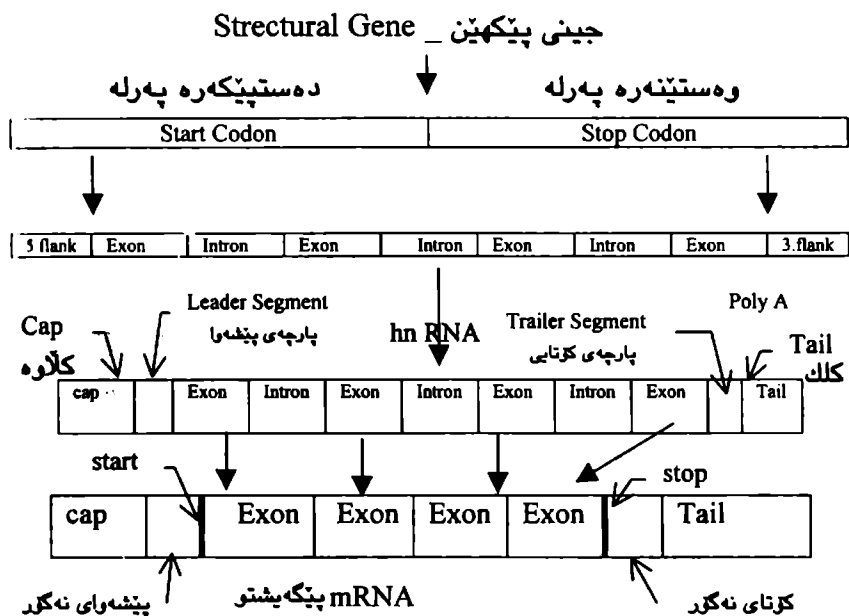 Strectural Gene _ جینی پێکهێن
دەستپێکەرە پەرلە وەستێنەرە پەرلە
Start Codon Stop Codon
5 flank Exon Intron Exon Intron Exon Intron Exon 3.flank
Leader Segment Poly A
Cap hn RNA Trailer Segment Tail
کڵاوە پارچەی پێشەوا پارچەی کۆتایی کلك
cap Exon Intron Exon Intron Exon Intron Exon Tail
start stop
cap Exon Exon Exon Exon Tail
پێشەوای نەگۆر پێگەیشتو mRNA کۆتای نەگۆر